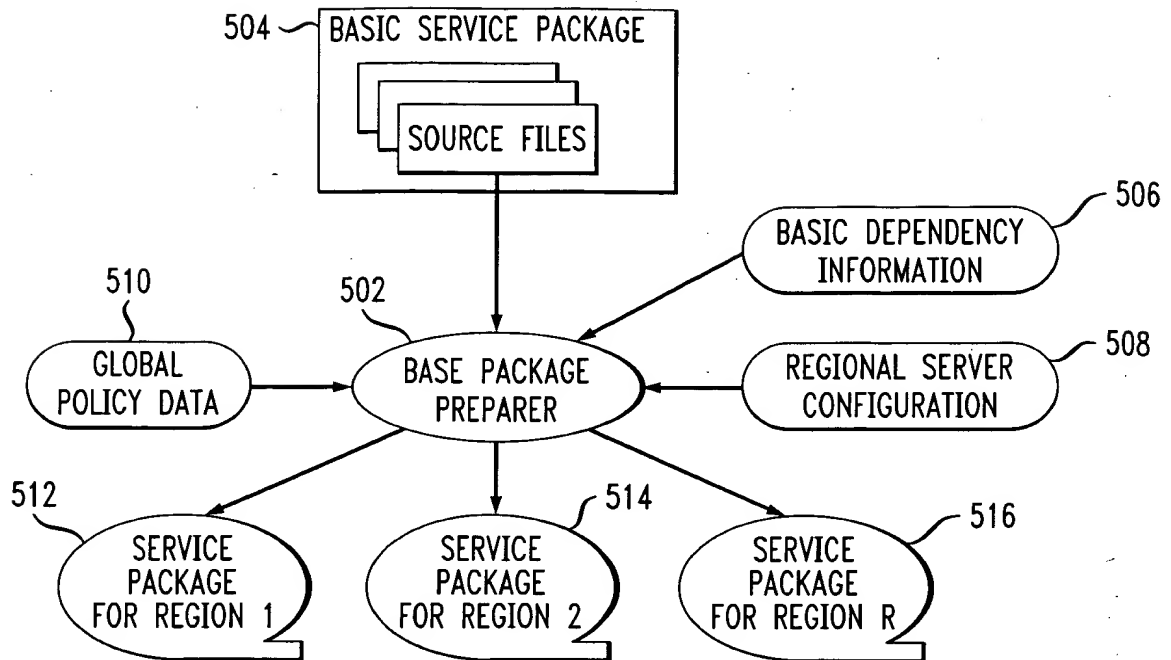 504
BASIC SERVICE PACKAGE
SOURCE FILES
506
BASIC DEPENDENCY
INFORMATION
510
GLOBAL
POLICY DATA
502
BASE PACKAGE
PREPARER
508
REGIONAL SERVER
CONFIGURATION
512
SERVICE
PACKAGE
FOR REGION 1
514
SERVICE
PACKAGE
FOR REGION 2
516
SERVICE
PACKAGE
FOR REGION R